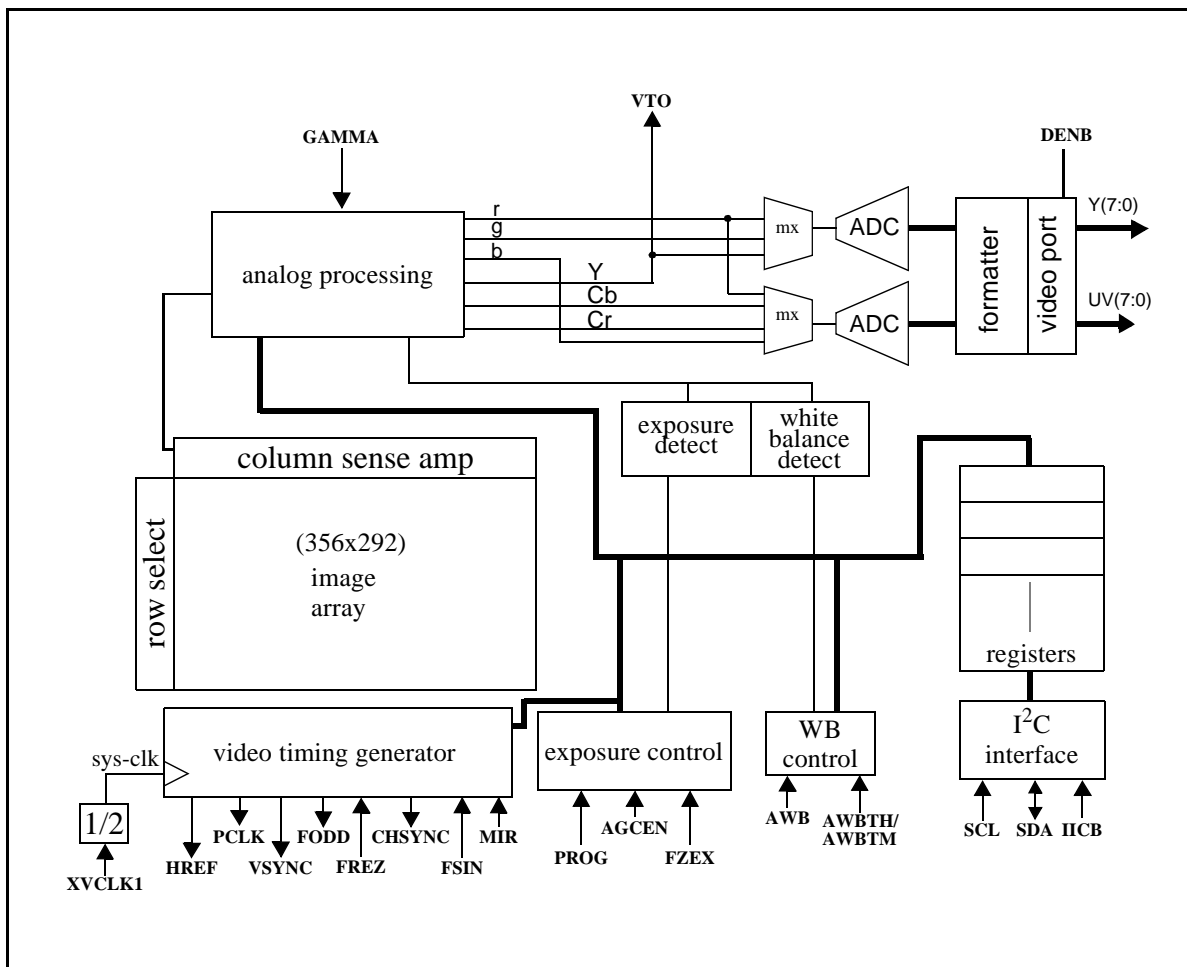 VTO
GAMMA
DENB
r
g
b
Y
Cb
Cr
analog processing
mx
ADC
mx
ADC
formatter
video port
Y(7:0)
UV(7:0)
exposure
detect
white
balance
detect
column sense amp
row select
(356x292)
image
array
registers
sys-clk
video timing generator
exposure control
WB
control
I²C
interface
1/2
XVCLK1
HREF
PCLK
VSYNC
FODD
FREZ
CHSYNC
FSIN
MIR
PROG
AGCEN
FZEX
AWB
AWBTH/
AWBTM
SCL
SDA
IICB